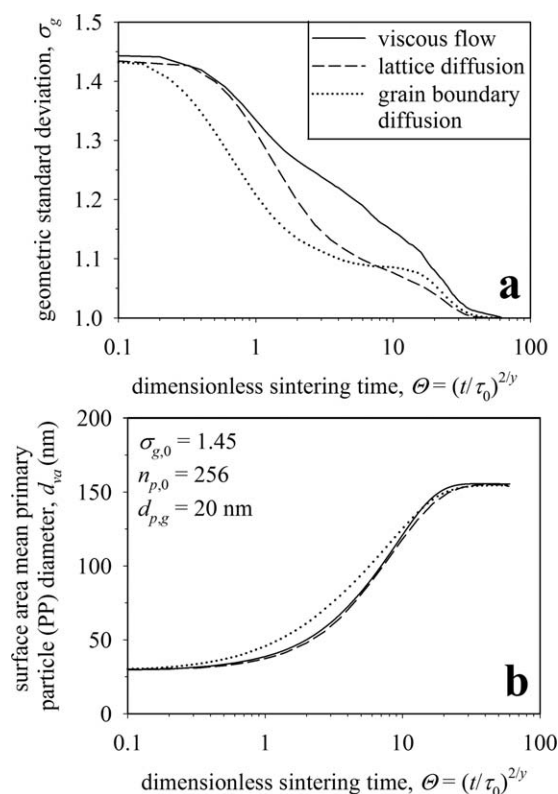 geometric standard deviation, σg
1.5
1.4
1.3
1.2
1.1
1.0
viscous flow
lattice diffusion
grain boundary
diffusion
a
0.1
1
10
100
dimensionless sintering time, Θ = (t/τ0)^2/y
surface area mean primary
particle (PP) diameter, dva (nm)
200
150
100
50
0
σg,0 = 1.45
np,0 = 256
dp,g = 20 nm
b
0.1
1
10
100
dimensionless sintering time, Θ = (t/τ0)^2/y